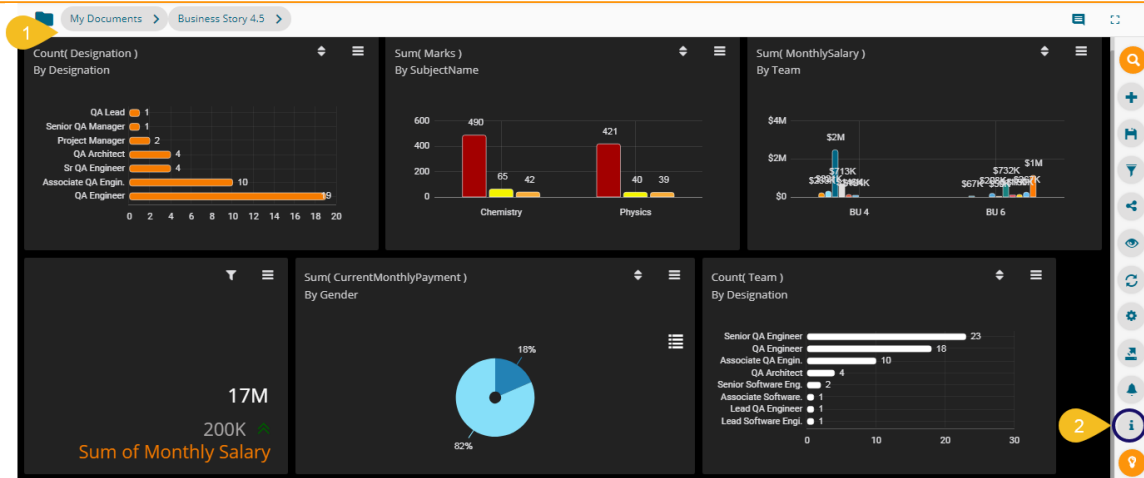 1
My Documents
Business Story 4.5
Count( Designation )
By Designation
QA Lead 1
Senior QA Manager 1
Project Manager 2
QA Architect 4
Sr QA Engineer 4
Associate QA Engin. 10
QA Engineer 19
0 2 4 6 8 10 12 14 16 18 20
Sum( Marks )
By SubjectName
600
400
200
0
490
65
42
421
40
39
Chemistry
Physics
Sum( MonthlySalary )
By Team
$4M
$2M
$0
$2M
$713K
$67K
$732K
$1M
BU 4
BU 6
17M
200K
Sum of Monthly Salary
Sum( CurrentMonthlyPayment )
By Gender
18%
82%
Count( Team )
By Designation
Senior QA Engineer 23
QA Engineer 18
Associate QA Engin. 10
QA Architect 4
Senior Software Eng. 2
Associate Software. 1
Lead QA Engineer 1
Lead Software Engi. 1
0 10 20 30
2
i